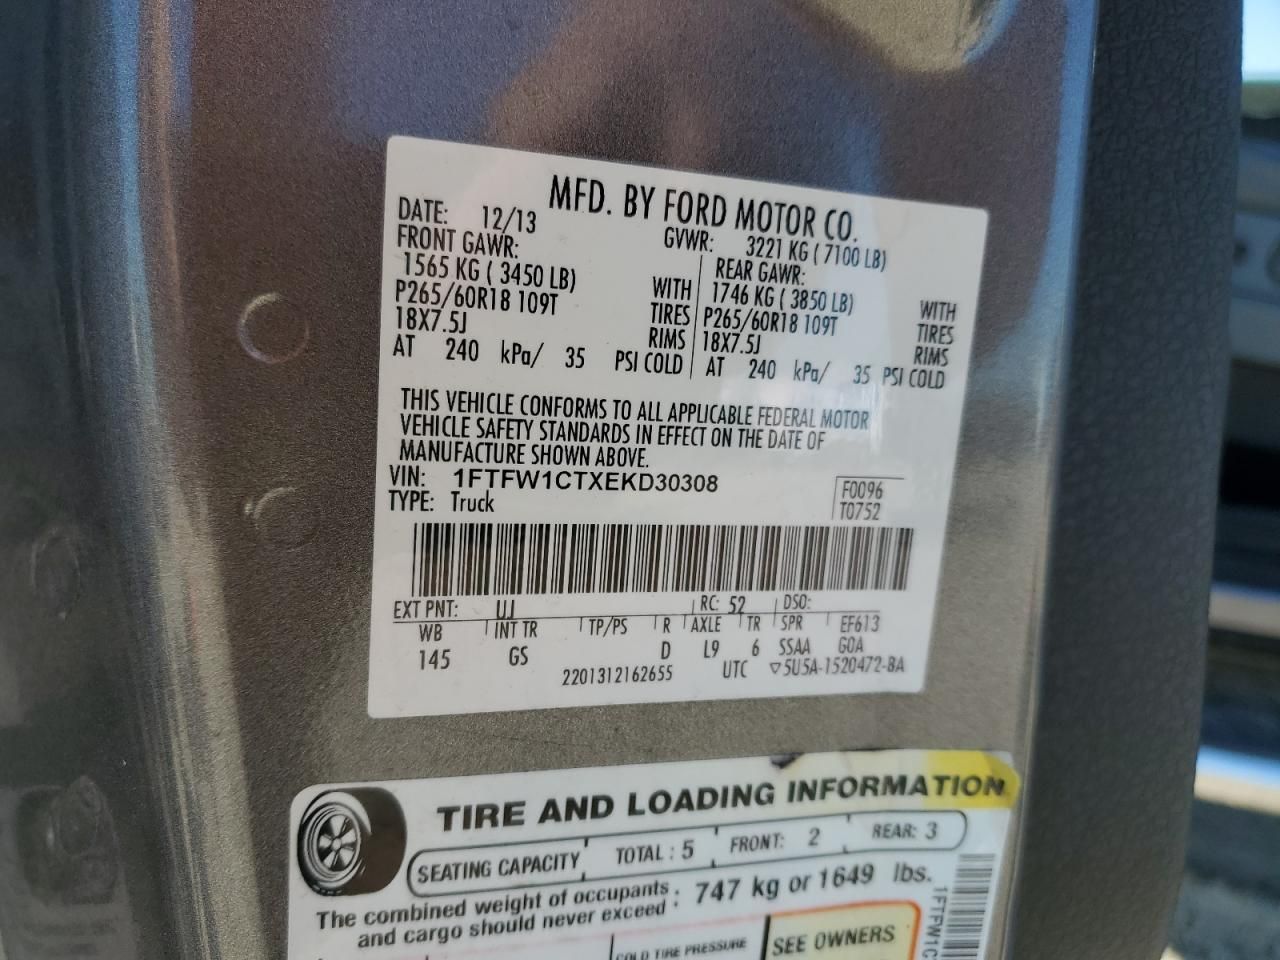 MFD. BY FORD MOTOR CO.
DATE: 12/13 GVWR: 3221 KG ( 7100 LB)
FRONT GAWR: REAR GAWR:
1565 KG ( 3450 LB) WITH 1746 KG ( 3850 LB) WITH
P265/60R18 109T TIRES P265/60R18 109T TIRES
18X7.5J RIMS 18X7.5J RIMS
AT 240 kPa/ 35 PSI COLD AT 240 kPa/ 35 PSI COLD
THIS VEHICLE CONFORMS TO ALL APPLICABLE FEDERAL MOTOR
VEHICLE SAFETY STANDARDS IN EFFECT ON THE DATE OF
MANUFACTURE SHOWN ABOVE.
VIN: 1FTFW1CTXEKD30308 F0096
TYPE: Truck T0752
EXT PNT: UJ RC: 52 DSO:
WB INT TR TP/PS R AXLE TR SPR EF613
145 GS D L9 6 SSAA GOA
2201312162655 UTC ▽5U5A-1520472-BA
TIRE AND LOADING INFORMATION
SEATING CAPACITY TOTAL : 5 FRONT: 2 REAR: 3
The combined weight of occupants : 747 kg or 1649 lbs.
and cargo should never exceed
COLD TIRE PRESSURE SEE OWNERS
1FTFW1C